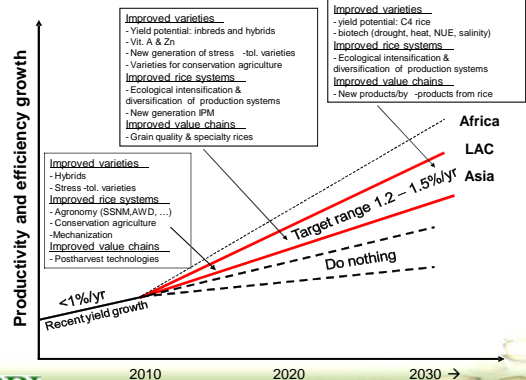 Productivity and efficiency growth
Improved varieties
- Yield potential: inbreds and hybrids
- Vit. A & Zn
- New generation of stress -tol. varieties
- Varieties for conservation agriculture
Improved rice systems
- Ecological intensification &
diversification of production systems
- New generation IPM
Improved value chains
- Grain quality & specialty rices
Improved varieties
- yield potential: C4 rice
- biotech (drought, heat, NUE, salinity)
Improved rice systems
- Ecological intensification &
diversification of production systems
Improved value chains
- New products/by -products from rice
Improved varieties
- Hybrids
- Stress -tol. varieties
Improved rice systems
- Agronomy (SSNM,AWD, ...)
- Conservation agriculture
-Mechanization
Improved value chains
- Postharvest technologies
Africa
LAC
Asia
Target range 1.2 – 1.5%/yr
Do nothing
<1%/yr
Recent yield growth
2010
2020
2030 →